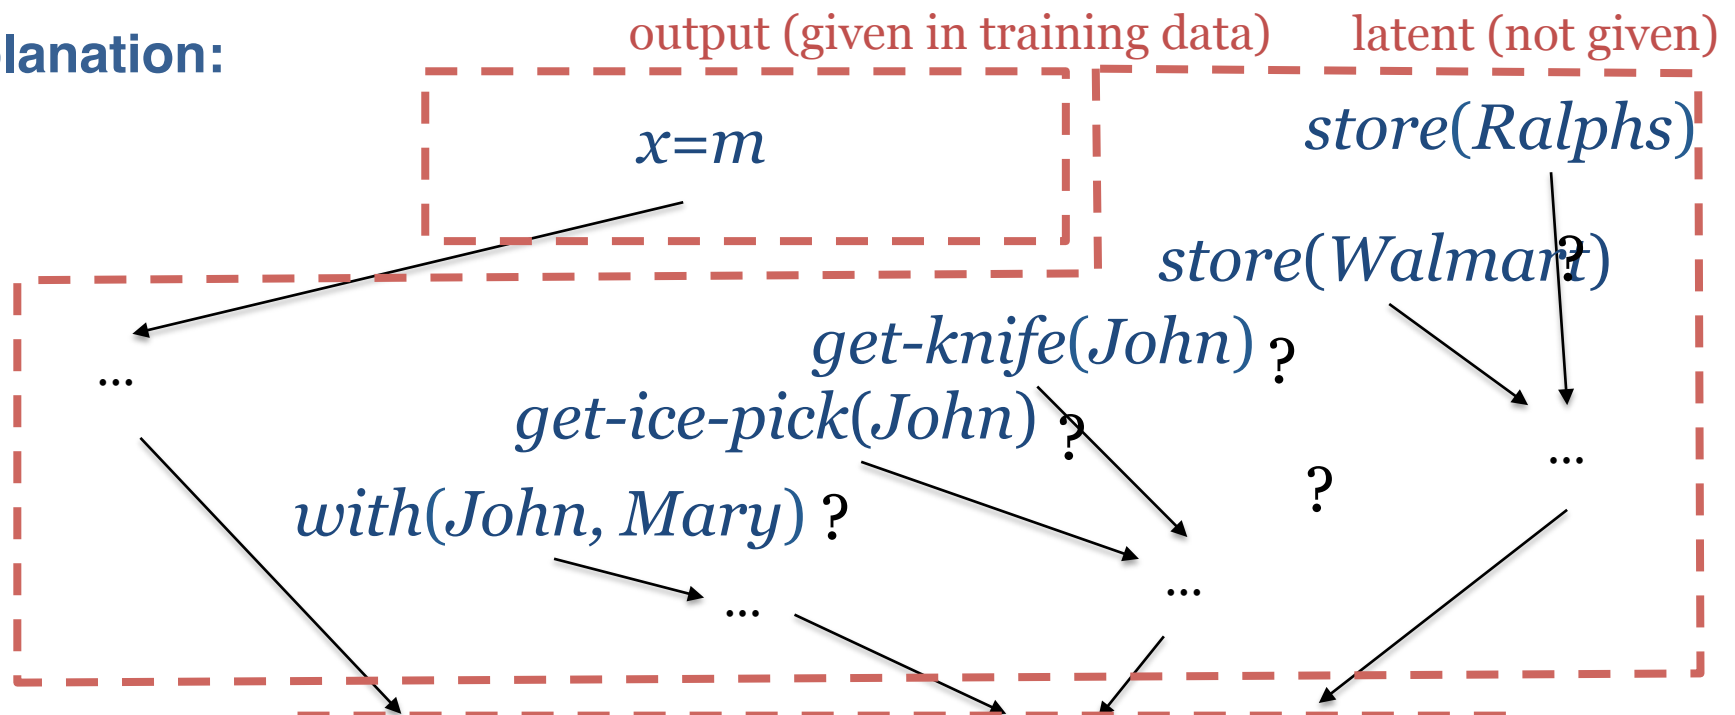 lanation:
output (given in training data)
latent (not given)
x=m
store(Ralphs)
?
store(Walmart)
get-knife(John) ?
...
get-ice-pick(John) ?
...
?
with(John, Mary) ?
...
...